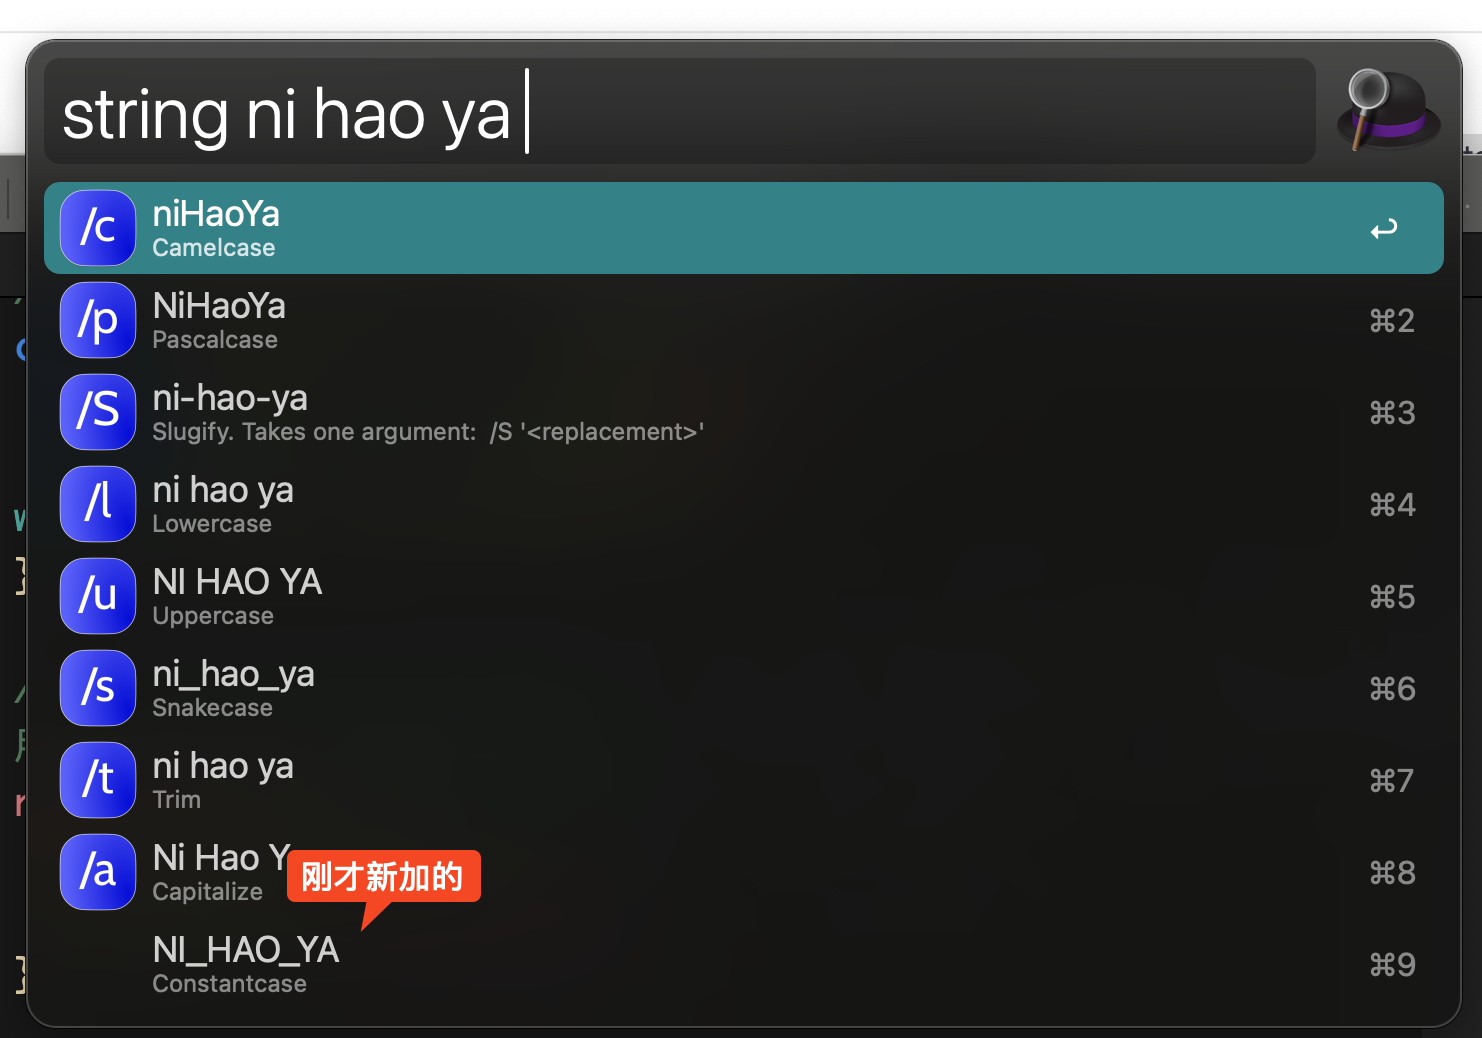 string ni hao ya
/c niHaoYa
Camelcase
/p NiHaoYa ⌘2
Pascalcase
/S ni-hao-ya ⌘3
Slugify. Takes one argument: /S '<replacement>'
/l ni hao ya ⌘4
Lowercase
/u NI HAO YA ⌘5
Uppercase
/s ni_hao_ya ⌘6
Snakecase
/t ni hao ya ⌘7
Trim
/a Ni Hao Y ⌘8
刚才新加的
Capitalize
NI_HAO_YA ⌘9
Constantcase